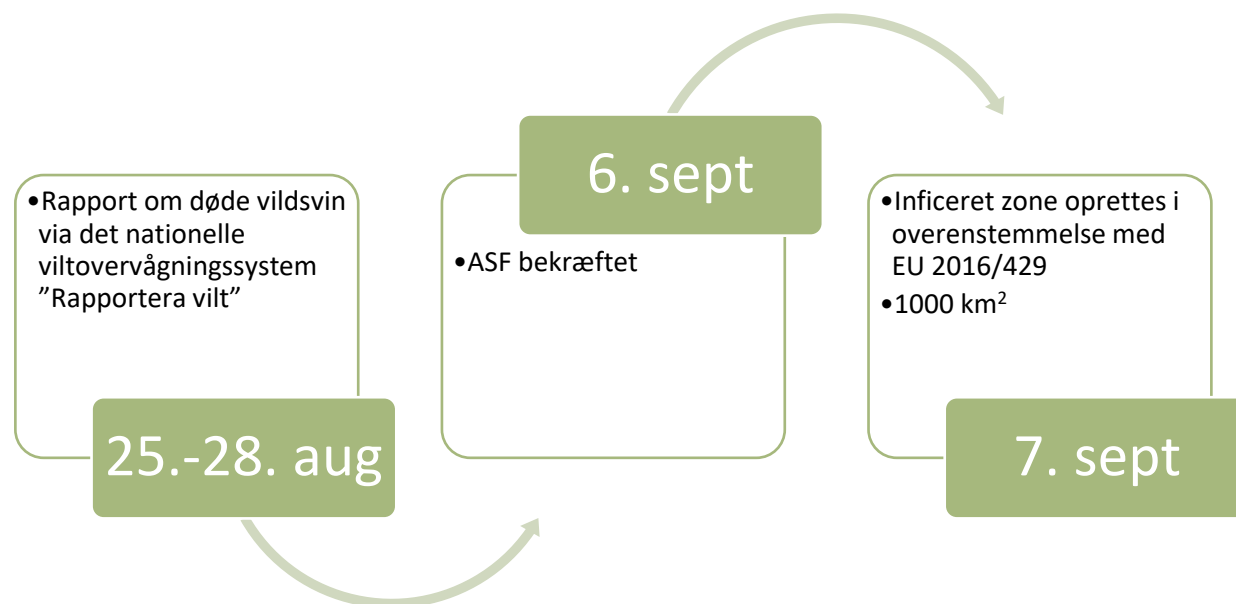 •Rapport om døde vildsvin
via det nationelle
viltovervågningssystem
”Rapportera vilt”
25.-28. aug
6. sept
•ASF bekræftet
•Inficeret zone oprettes i
overenstemmelse med
EU 2016/429
•1000 km²
7. sept